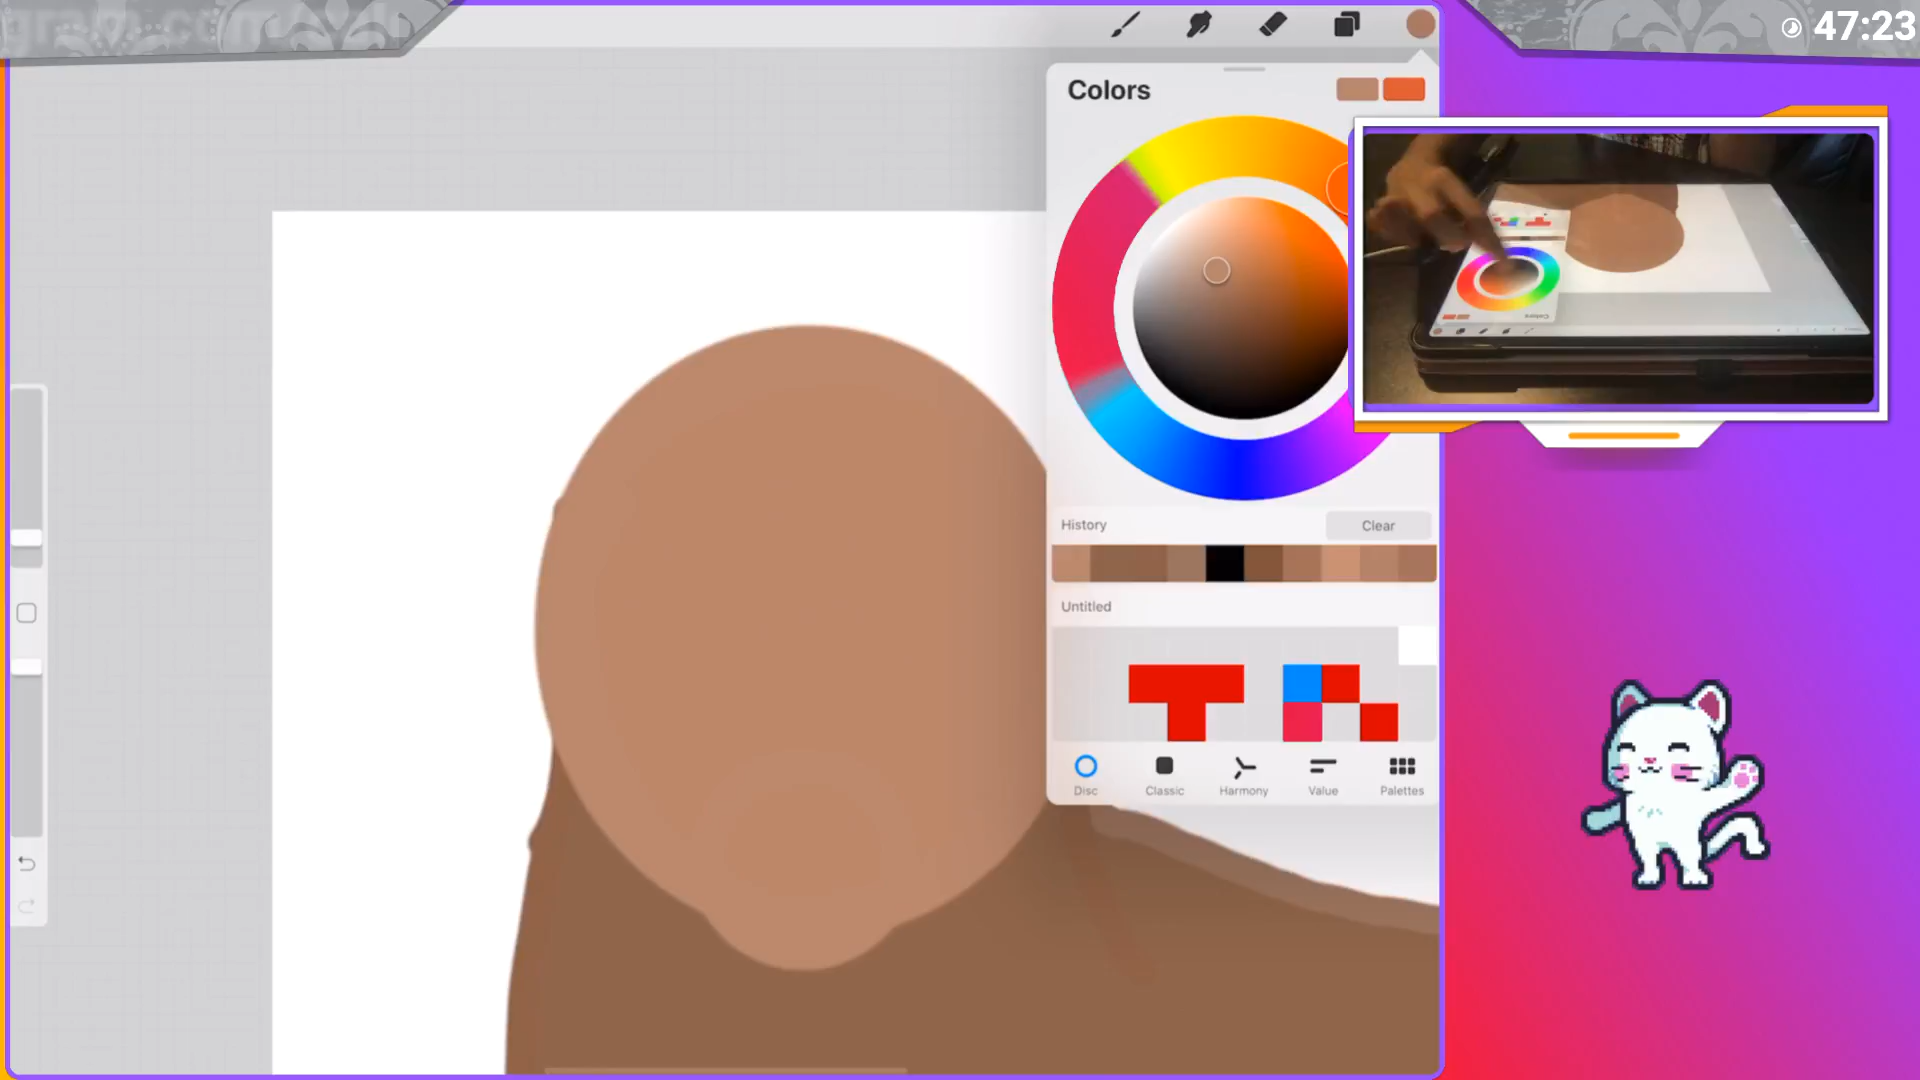 47:23
Colors
History
Clear
Untitled
Disc
Classic
Harmony
Value
Palettes